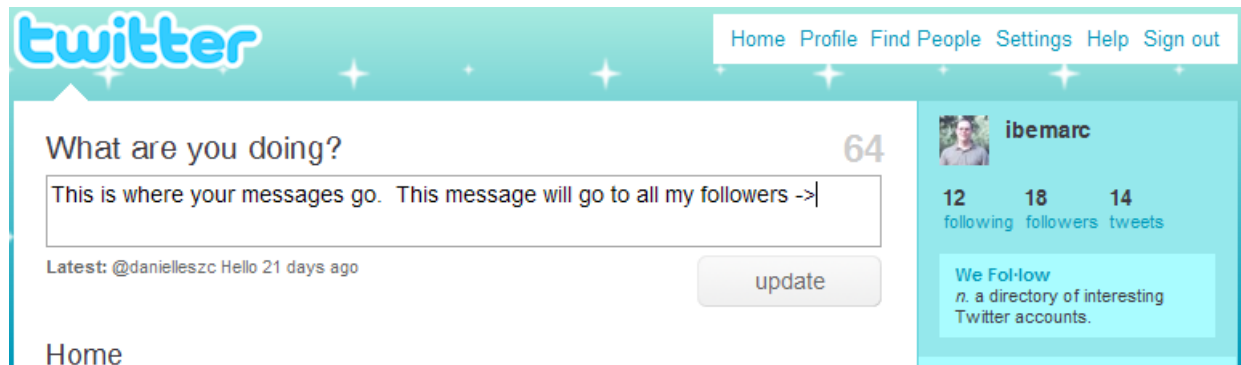 twitter
Home Profile Find People Settings Help Sign out
What are you doing?
64
This is where your messages go.  This message will go to all my followers ->
Latest: @danielleszc Hello 21 days ago
update
Home
ibemarc
12 18 14
following followers tweets
We Fol·low
n. a directory of interesting
Twitter accounts.